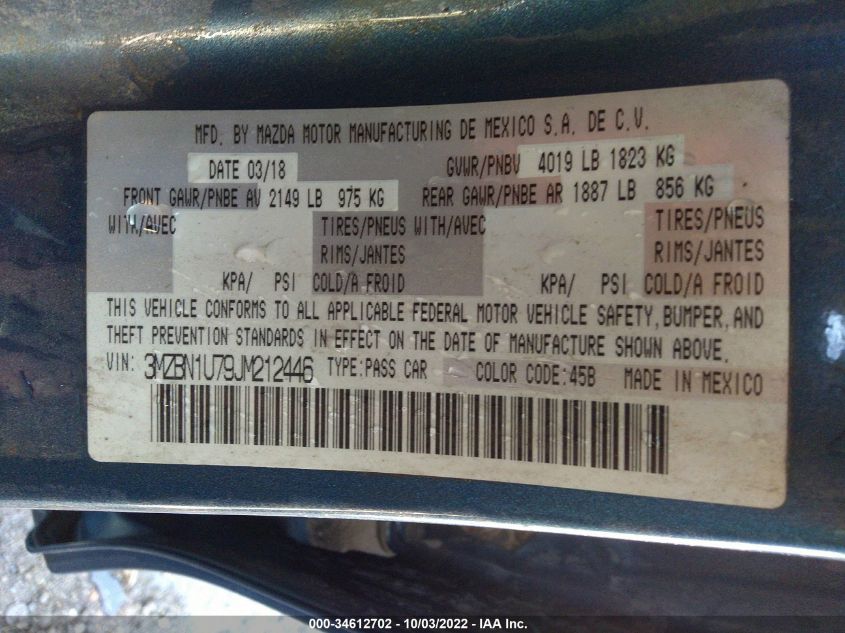 MFD. BY MAZDA MOTOR MANUFACTURING DE MEXICO S.A. DE C.V.
DATE 03/18 GVWR/PNBV 4019 LB 1823 KG
FRONT GAWR/PNBE AV 2149 LB 975 KG REAR GAWR/PNBE AR 1887 LB 856 KG
WITH/AVEC TIRES/PNEUS WITH/AVEC TIRES/PNEUS
RIMS/JANTES RIMS/JANTES
KPA/ PSI COLD/A FROID KPA/ PSI COLD/A FROID
THIS VEHICLE CONFORMS TO ALL APPLICABLE FEDERAL MOTOR VEHICLE SAFETY, BUMPER, AND
THEFT PREVENTION STANDARDS IN EFFECT ON THE DATE OF MANUFACTURE SHOWN ABOVE.
VIN: 3MZBN1U79JM212446 TYPE:PASS CAR COLOR CODE:45B MADE IN MEXICO
000-34612702 - 10/03/2022 - IAA Inc.